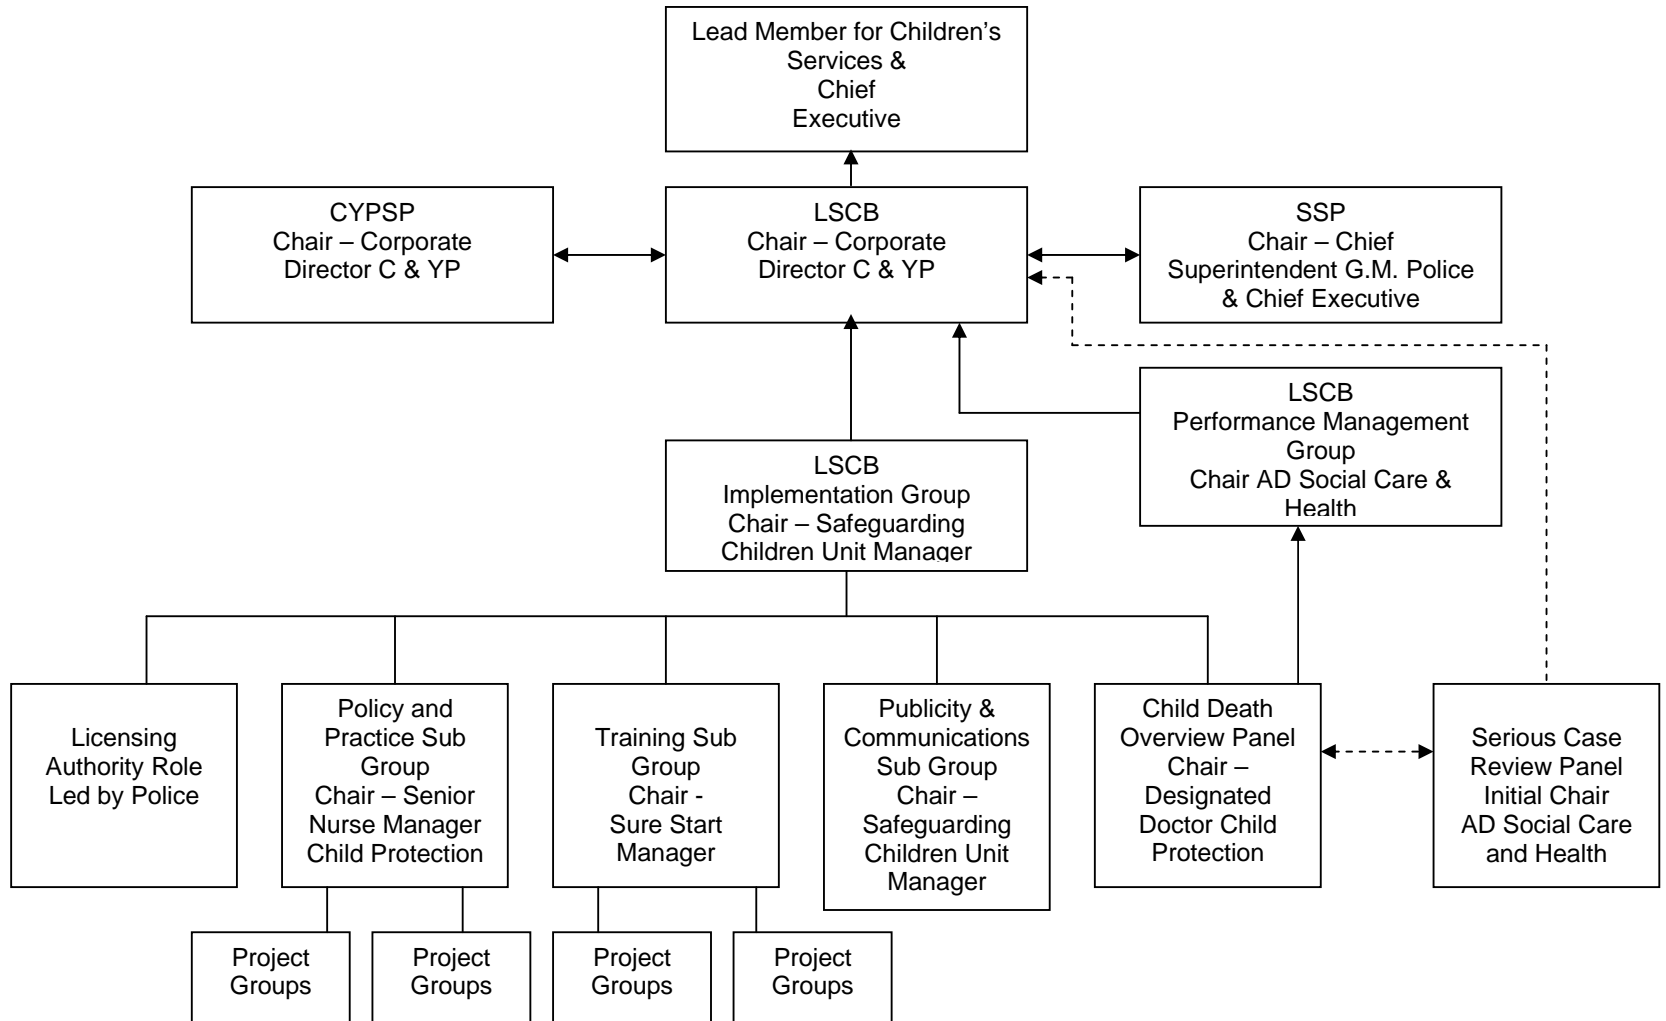 Lead Member for Children’s
Services &
Chief
Executive
CYPSP
Chair – Corporate
Director C & YP
LSCB
Chair – Corporate
Director C & YP
SSP
Chair – Chief
Superintendent G.M. Police
& Chief Executive
LSCB
Performance Management
Group
Chair AD Social Care &
Health
LSCB
Implementation Group
Chair – Safeguarding
Children Unit Manager
Licensing
Authority Role
Led by Police
Policy and
Practice Sub
Group
Chair – Senior
Nurse Manager
Child Protection
Training Sub
Group
Chair -
Sure Start
Manager
Publicity &
Communications
Sub Group
Chair –
Safeguarding
Children Unit
Manager
Child Death
Overview Panel
Chair –
Designated
Doctor Child
Protection
Serious Case
Review Panel
Initial Chair
AD Social Care
and Health
Project
Groups
Project
Groups
Project
Groups
Project
Groups